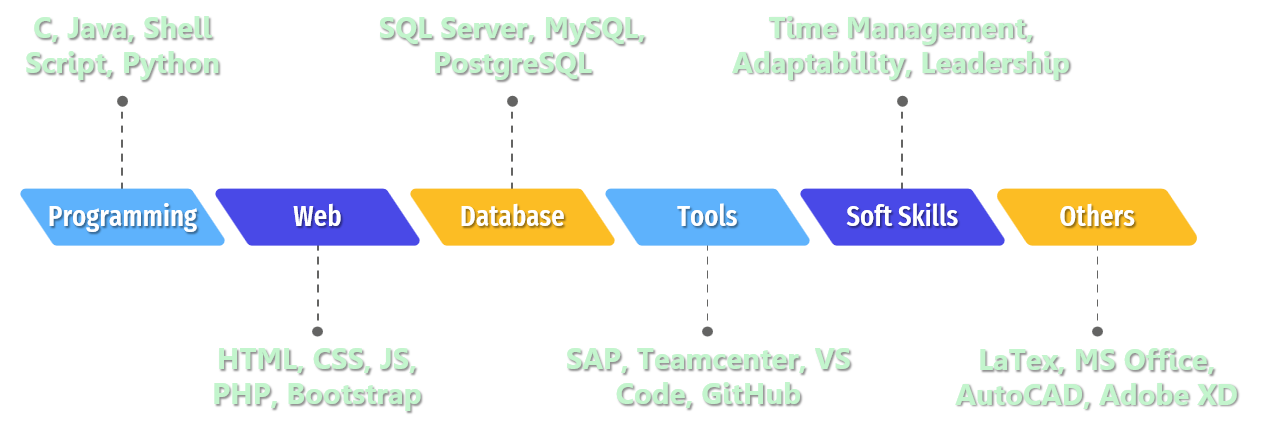 C, Java, Shell
Script, Python
SQL Server, MySQL,
PostgreSQL
Time Management,
Adaptability, Leadership
Programming
Web
Database
Tools
Soft Skills
Others
HTML, CSS, JS,
PHP, Bootstrap
SAP, Teamcenter, VS
Code, GitHub
LaTex, MS Office,
AutoCAD, Adobe XD